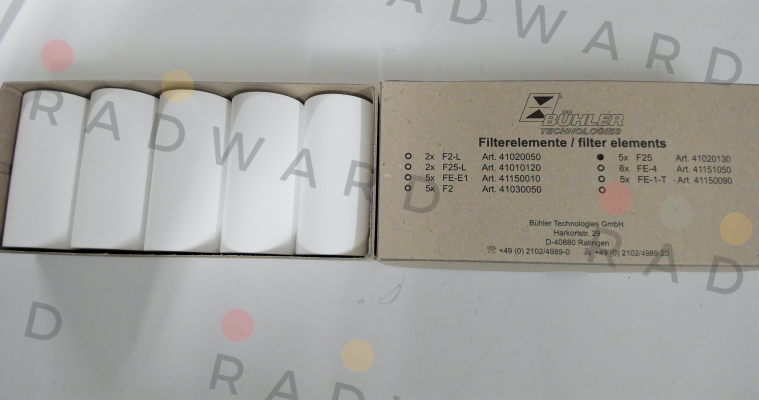 BÜHLER
TECHNOLOGIES
Filterelemente / filter elements
2x F2-L Art. 41020050
2x F25-L Art. 41010120
5x FE-E1 Art. 41150010
5x F2 Art. 41030050
5x F25 Art. 41020130
8x FE-4 Art. 41151050
5x FE-1-T Art. 41150090
Bühler Technologies GmbH
Harkortstr. 29
D-40880 Ratingen
+49 (0) 2102/4989-0 +49 (0) 2102/4989-20
RADWARD
RADWARD
RADWARD
D
RADWARD